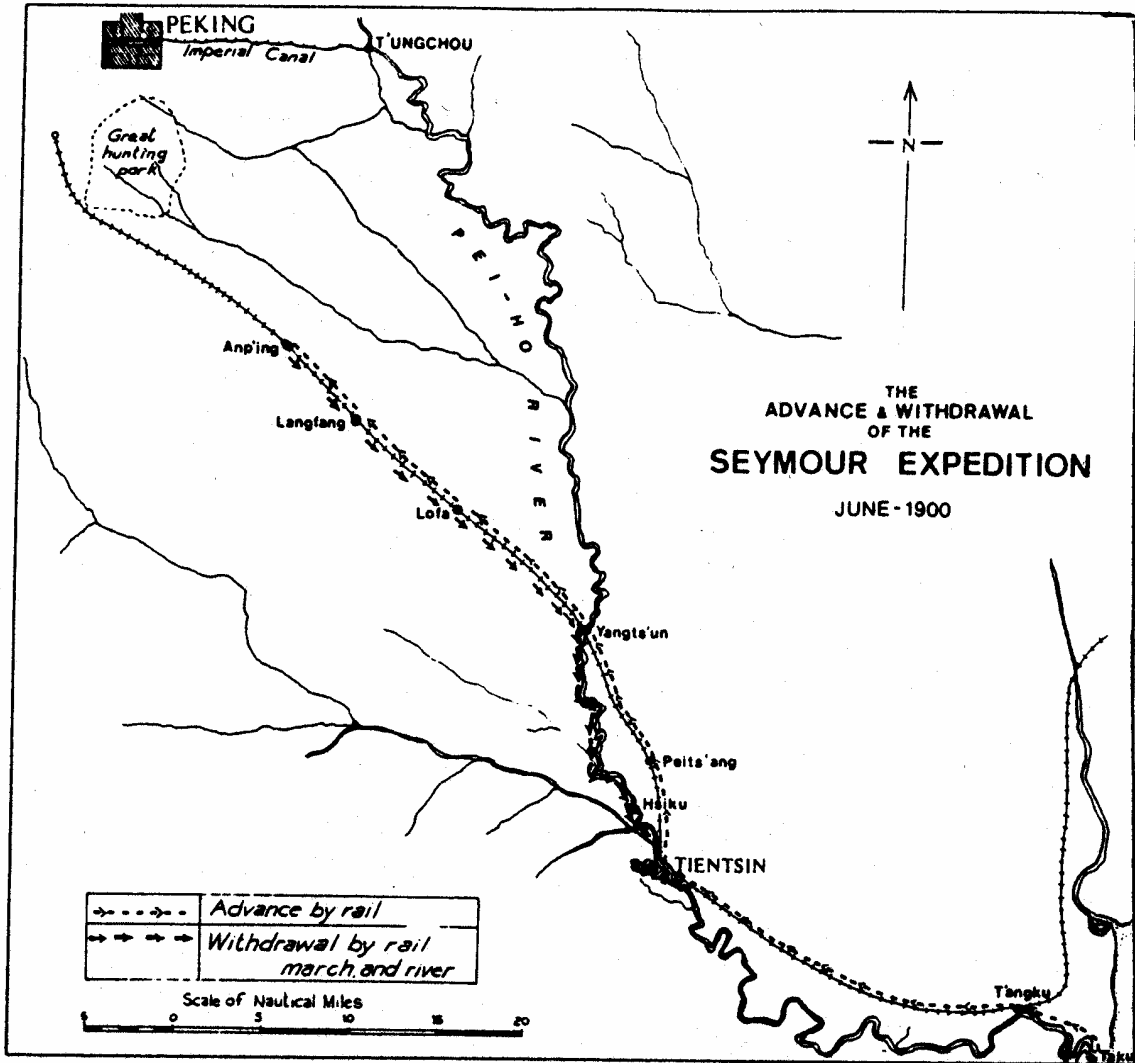 PEKING
Imperial Canal
T'UNGCHOU
Great
hunting
park
N
PEI-HO
RIVER
Anp'ing
Langfang
Lofa
THE
ADVANCE & WITHDRAWAL
OF THE
SEYMOUR EXPEDITION
JUNE-1900
Yangts'un
Peits'ang
Hsiku
TIENTSIN
Advance by rail
Withdrawal by rail
march, and river
Scale of Nautical Miles
5 0 5 10 15 20
T'angku
Taku